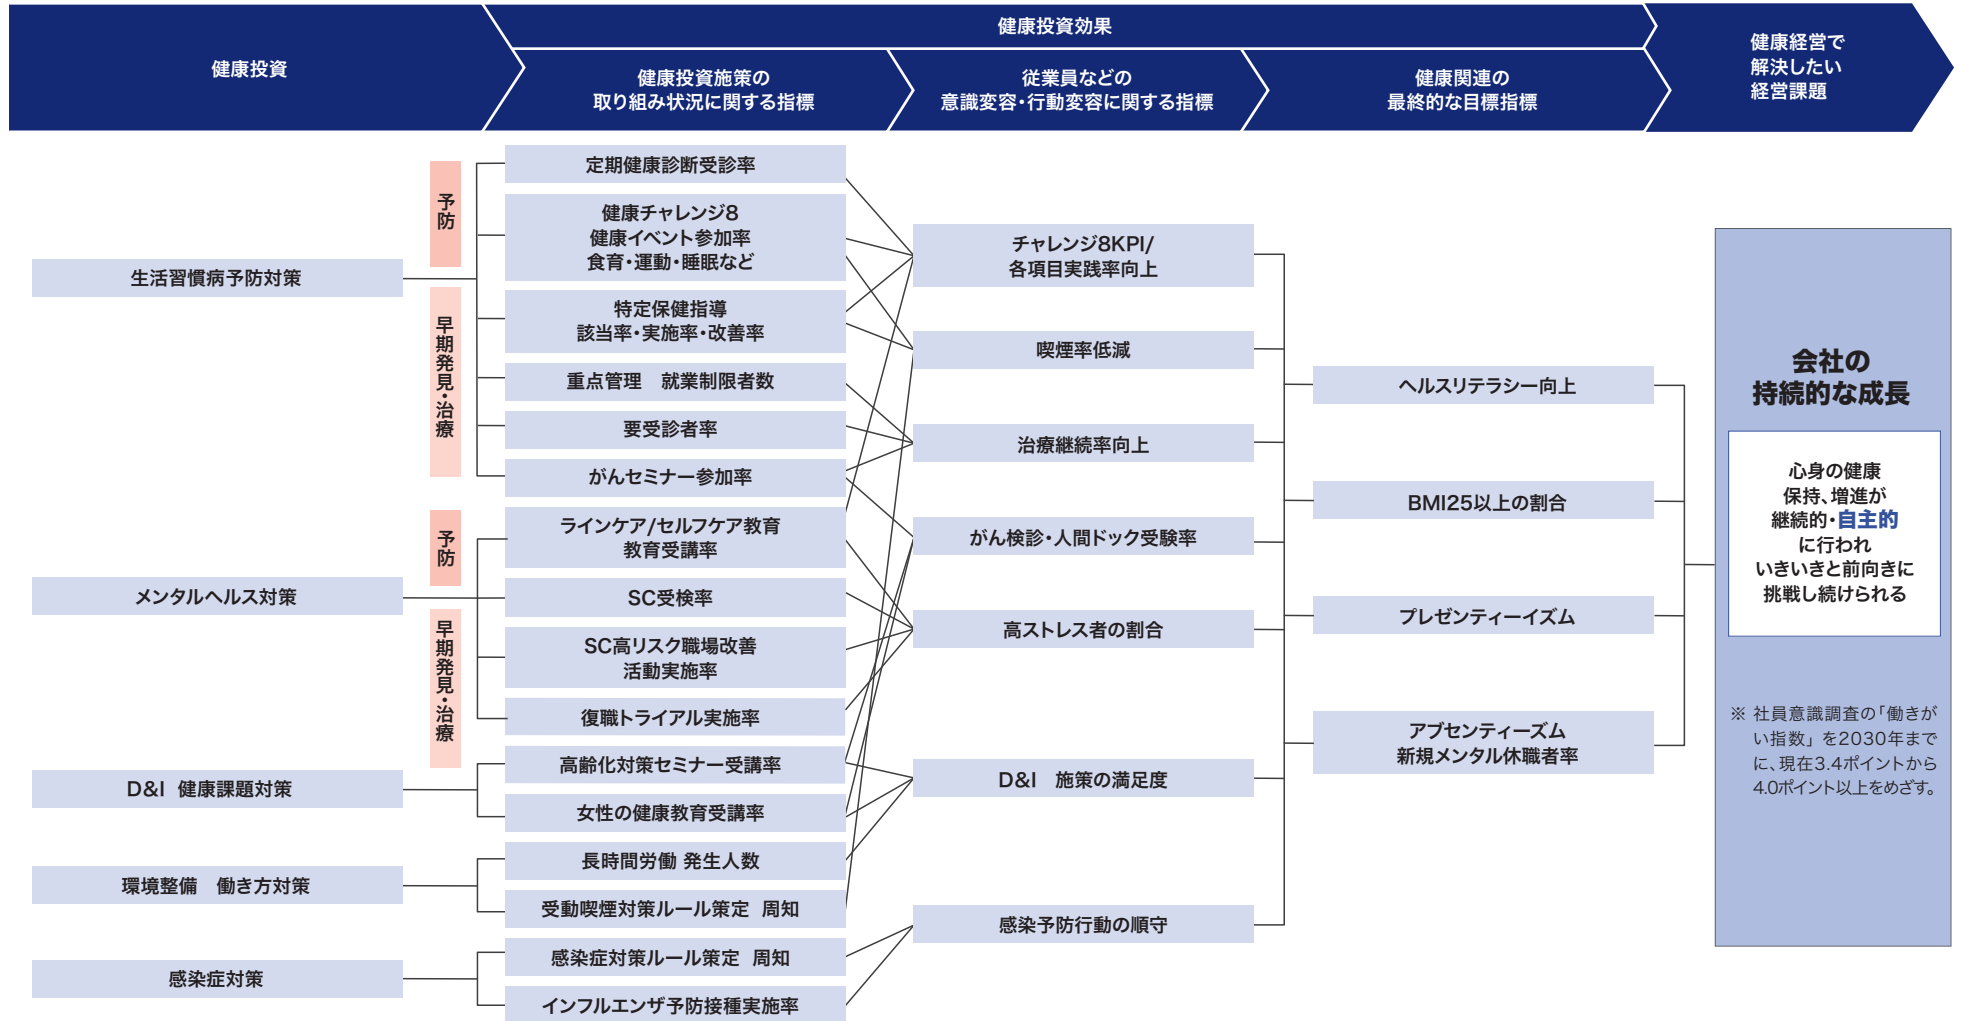 健康投資
健康投資効果
健康投資施策の
取り組み状況に関する指標
従業員などの
意識変容・行動変容に関する指標
健康関連の
最終的な目標指標
健康経営で
解決したい
経営課題
生活習慣病予防対策
メンタルヘルス対策
D&I 健康課題対策
環境整備　働き方対策
感染症対策
予防
早期発見・治療
予防
早期発見・治療
定期健康診断受診率
健康チャレンジ8
健康イベント参加率
食育・運動・睡眠など
特定保健指導
該当率・実施率・改善率
重点管理　就業制限者数
要受診者率
がんセミナー参加率
ラインケア/セルフケア教育
教育受講率
SC受検率
SC高リスク職場改善
活動実施率
復職トライアル実施率
高齢化対策セミナー受講率
女性の健康教育受講率
長時間労働 発生人数
受動喫煙対策ルール策定 周知
感染症対策ルール策定 周知
インフルエンザ予防接種実施率
チャレンジ8KPI/
各項目実践率向上
喫煙率低減
治療継続率向上
がん検診・人間ドック受験率
高ストレス者の割合
D&I　施策の満足度
感染予防行動の順守
ヘルスリテラシー向上
BMI25以上の割合
プレゼンティーイズム
アブセンティーズム
新規メンタル休職者率
会社の
持続的な成長
心身の健康
保持、増進が
継続的・自主的
に行われ
いきいきと前向きに
挑戦し続けられる
※ 社員意識調査の「働きが
い指数」を2030年まで
に、現在3.4ポイントから
4.0ポイント以上をめざす。